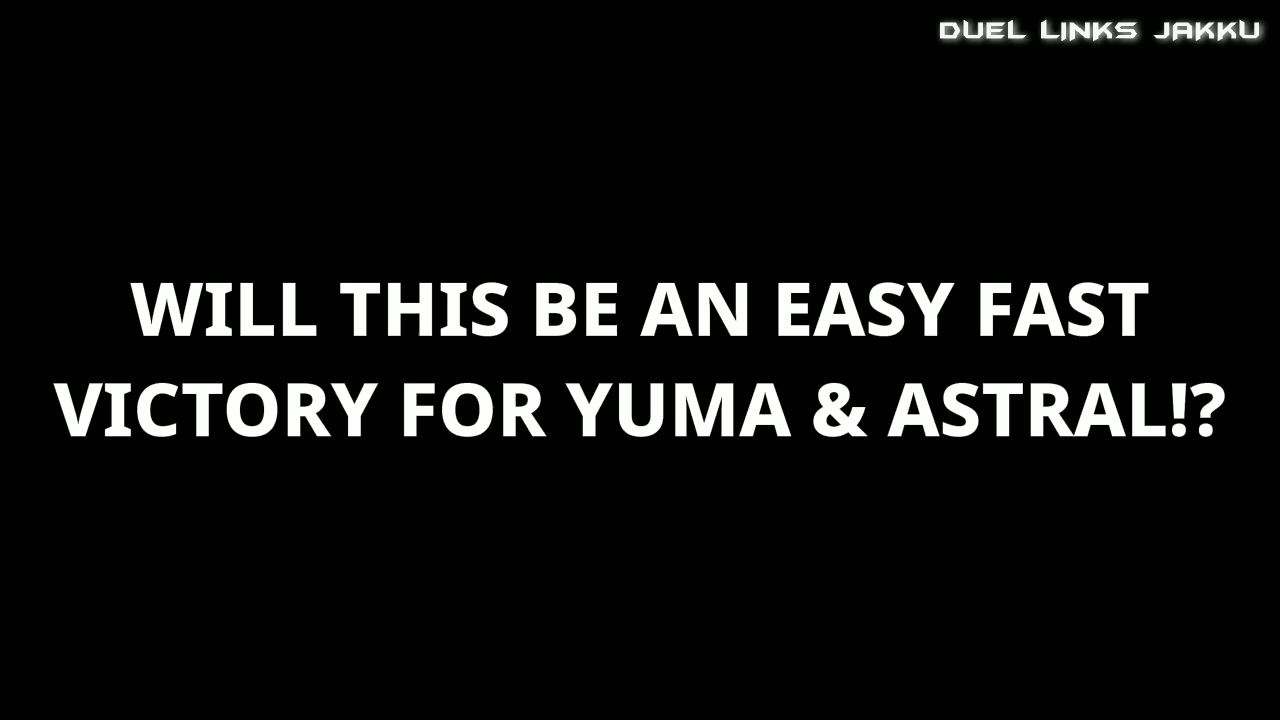 DUEL LINKS JAKKU
WILL THIS BE AN EASY FAST
VICTORY FOR YUMA & ASTRAL!?